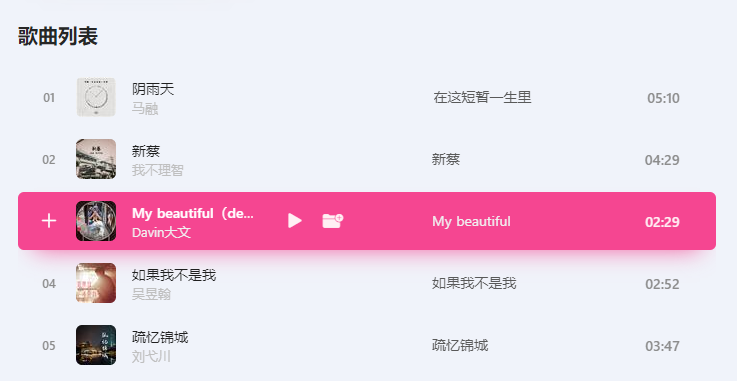 歌曲列表
01 阴雨天 在这短暂一生里 05:10
马融
02 新蔡 新蔡 04:29
我不理智
My beautiful（de... My beautiful 02:29
Davin大文
04 如果我不是我 如果我不是我 02:52
吴昱翰
05 疏忆锦城 疏忆锦城 03:47
刘弋川